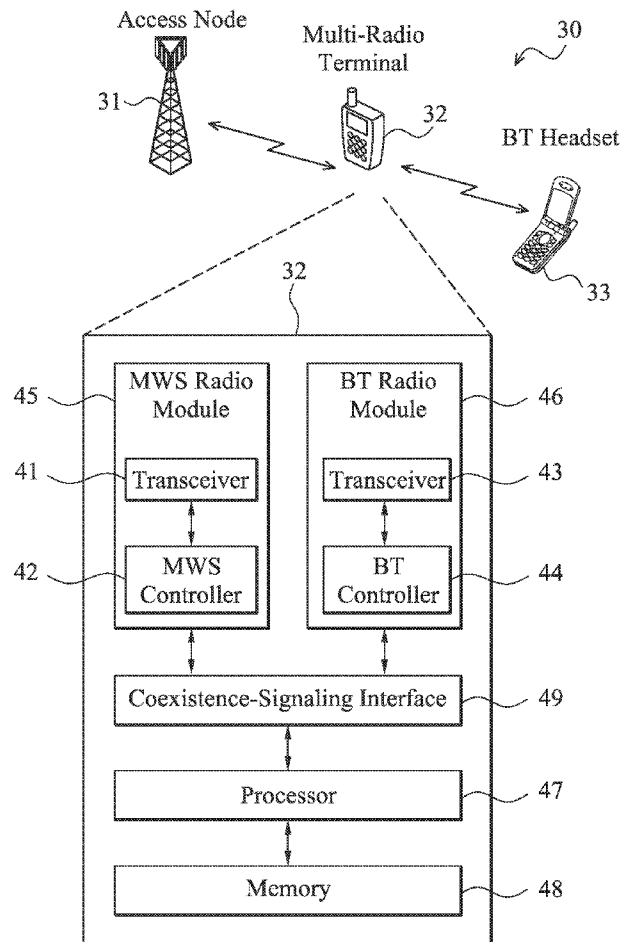 Access Node
Multi-Radio
Terminal
30
31
32
BT Headset
33
32
45
MWS Radio
Module
BT Radio
Module
46
41
Transceiver
Transceiver
43
42
MWS
Controller
BT
Controller
44
Coexistence-Signaling Interface
49
Processor
47
Memory
48